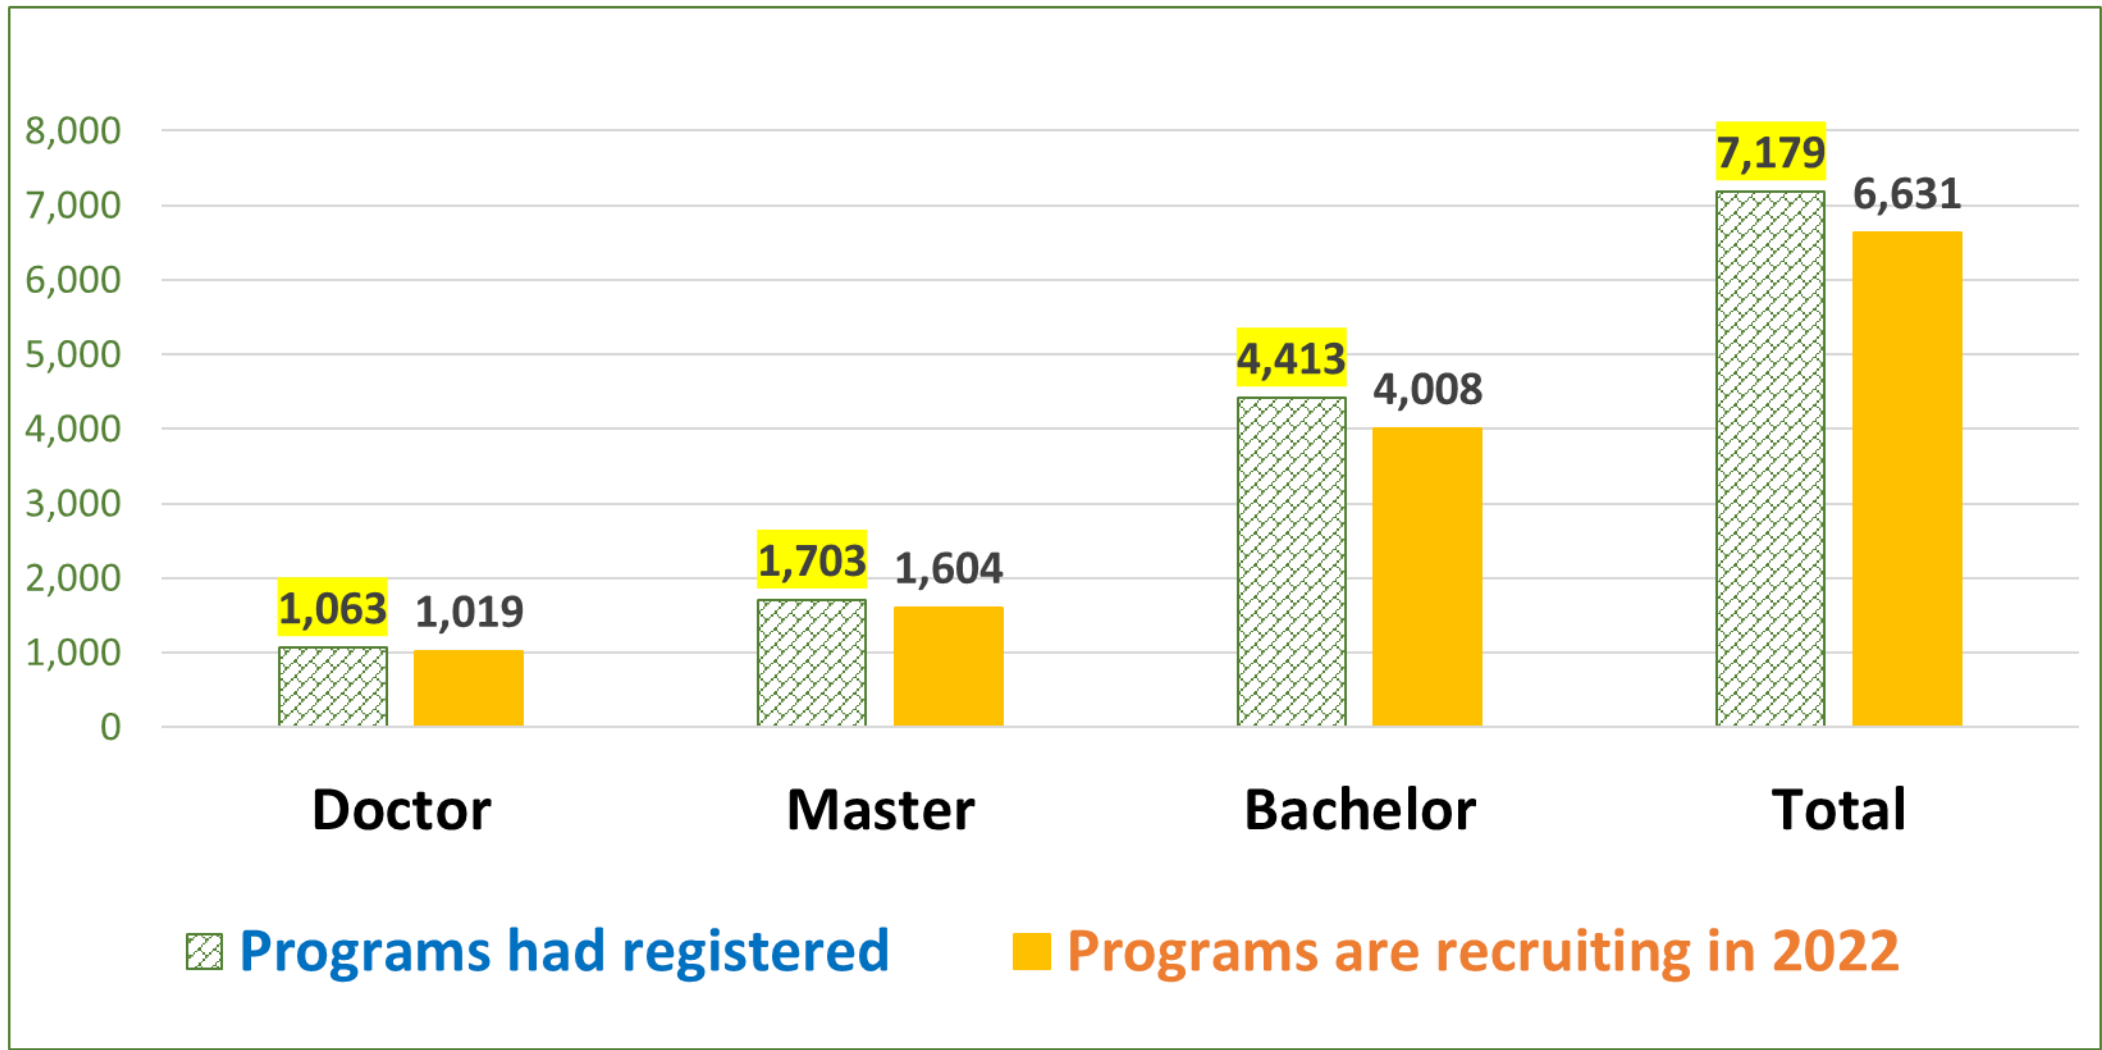 8,000
7,000
6,000
5,000
4,000
3,000
2,000
1,000
0
1,063
1,019
1,703
1,604
4,413
4,008
7,179
6,631
Doctor
Master
Bachelor
Total
Programs had registered
Programs are recruiting in 2022